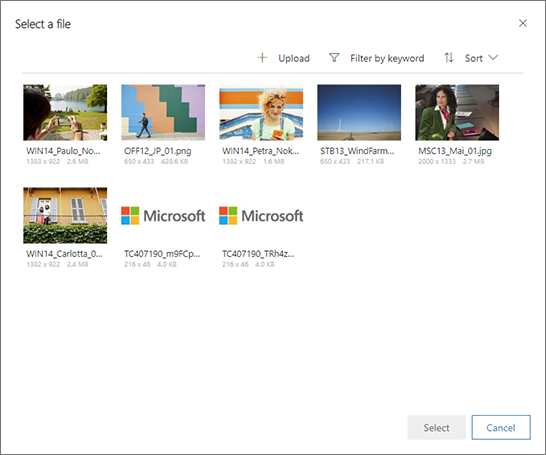 Select a file
Upload Filter by keyword Sort
WIN14_Paulo_No... OFF12_JP_01.png WIN14_Petra_Nok... STB13_WindFarm... MSC13_Mai_01.jpg
1383 x 922 2.6 MB 650 x 433 428.6 KB 1382 x 922 1.6 MB 650 x 433 217.1 KB 2000 x 1333 2.7 MB
Microsoft Microsoft
WIN14_Carlotta_0... TC407190_m9FCp... TC407190_TRh4z...
1382 x 922 2.4 MB 216 x 46 4.0 KB 216 x 46 4.0 KB
Select Cancel